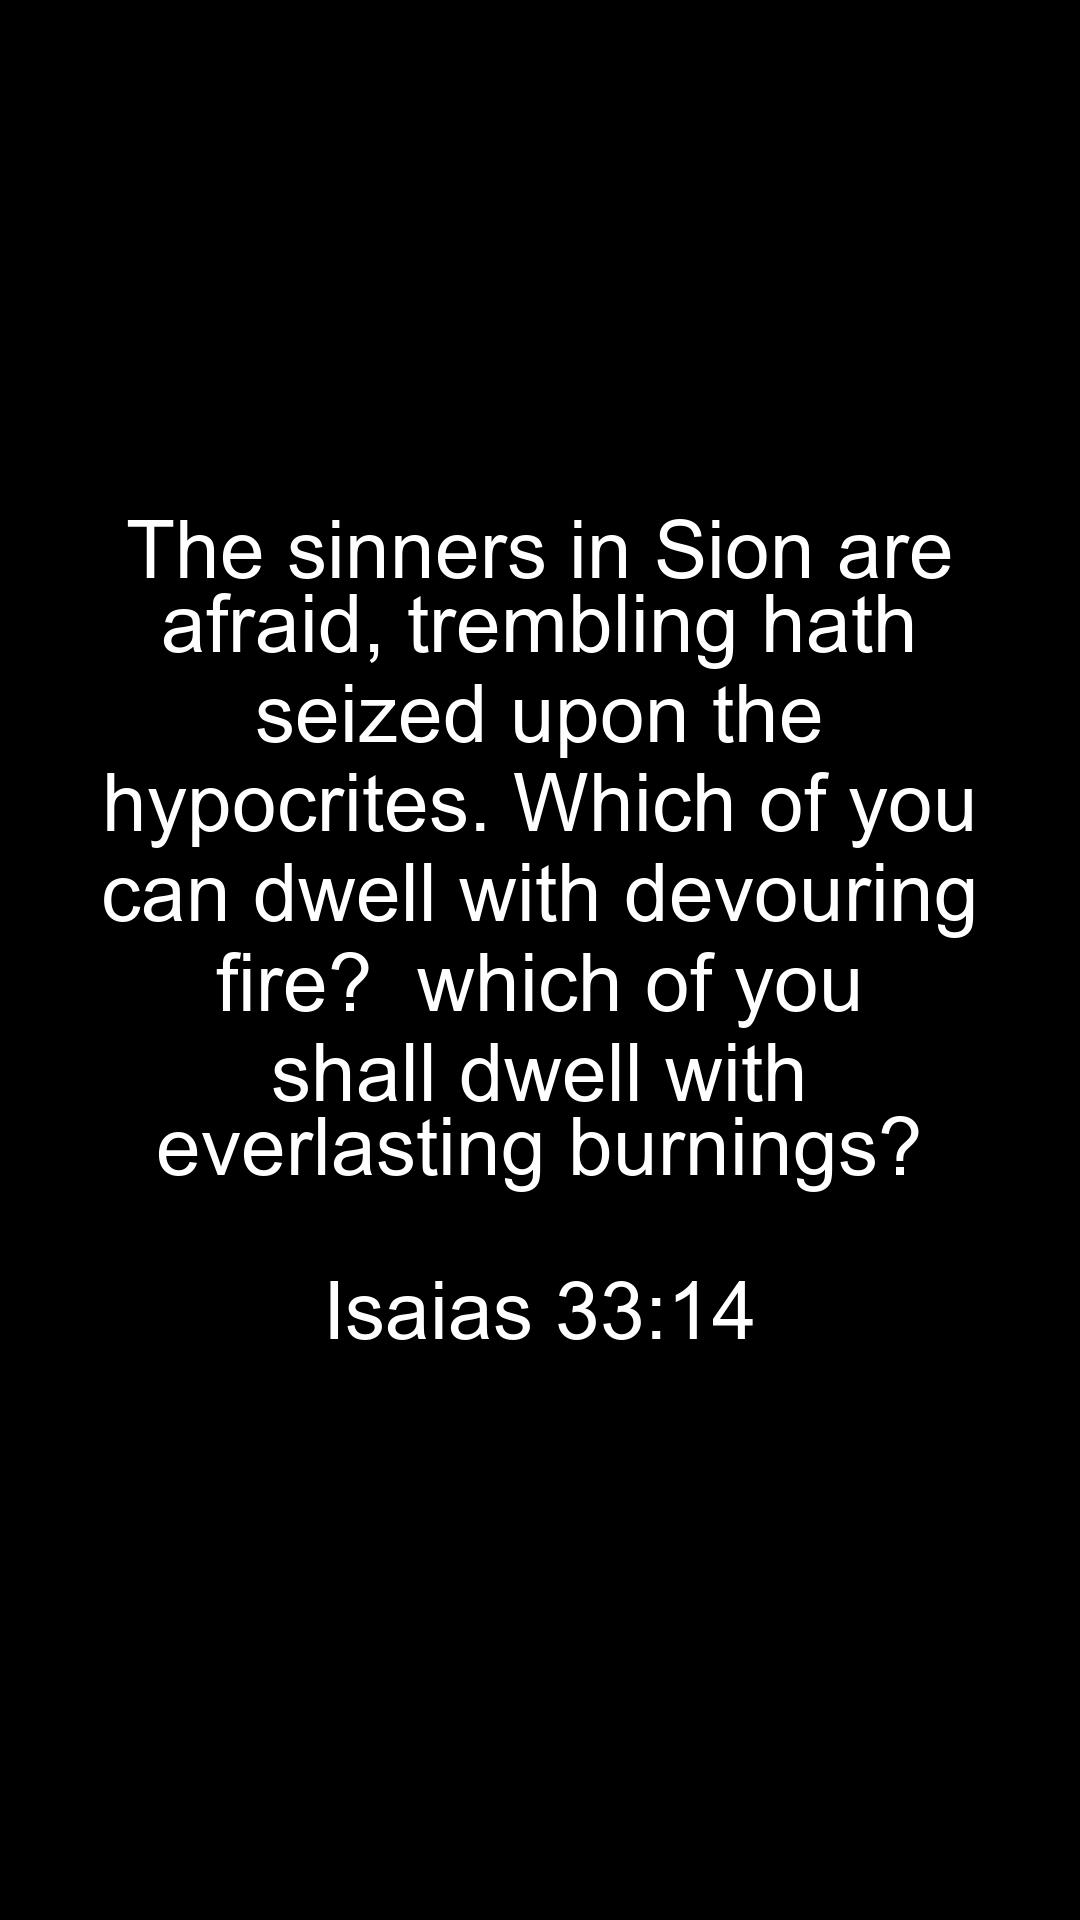 The sinners in Sion are
afraid, trembling hath
seized upon the
hypocrites. Which of you
can dwell with devouring
fire?  which of you
shall dwell with
everlasting burnings?
Isaias 33:14